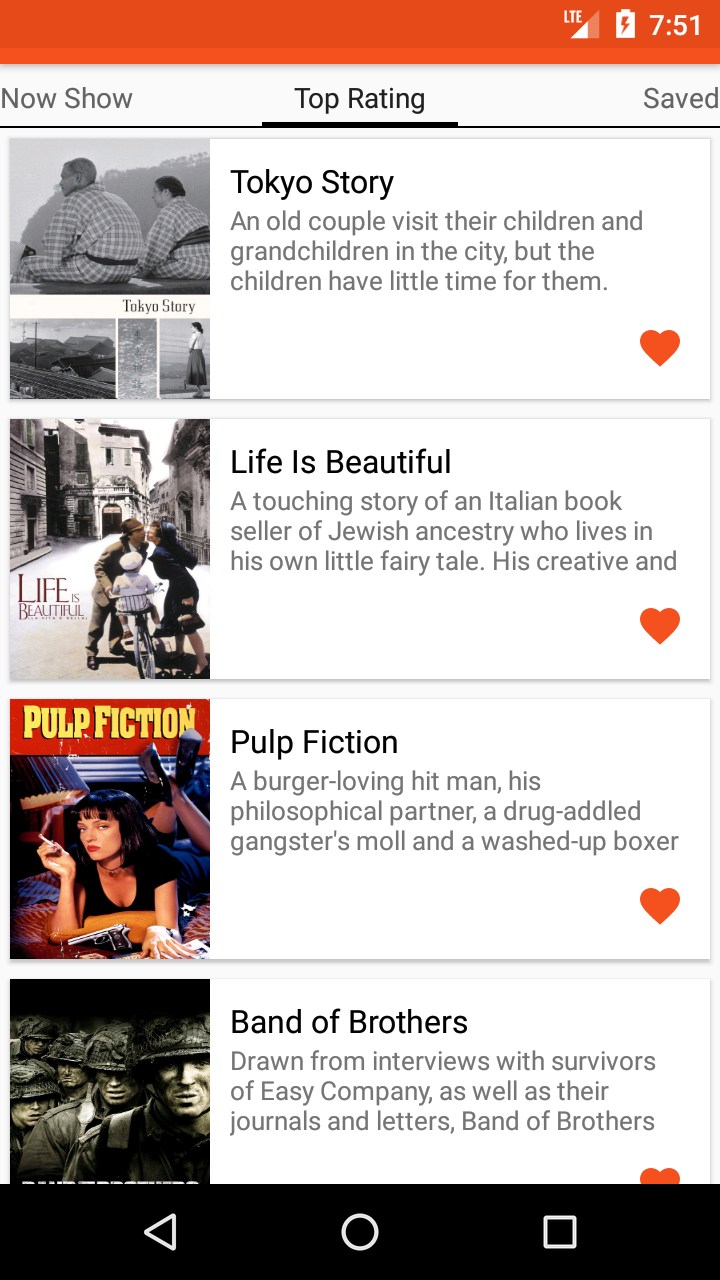 LTE
7:51
Now Show
Top Rating
Saved
Tokyo Story
Tokyo Story
An old couple visit their children and
grandchildren in the city, but the
children have little time for them.
LIFE IS
BEAUTIFUL
(LA VITA È BELLA)
Life Is Beautiful
A touching story of an Italian book
seller of Jewish ancestry who lives in
his own little fairy tale. His creative and
PULP FICTION
Pulp Fiction
A burger-loving hit man, his
philosophical partner, a drug-addled
gangster's moll and a washed-up boxer
Band of Brothers
Drawn from interviews with survivors
of Easy Company, as well as their
journals and letters, Band of Brothers